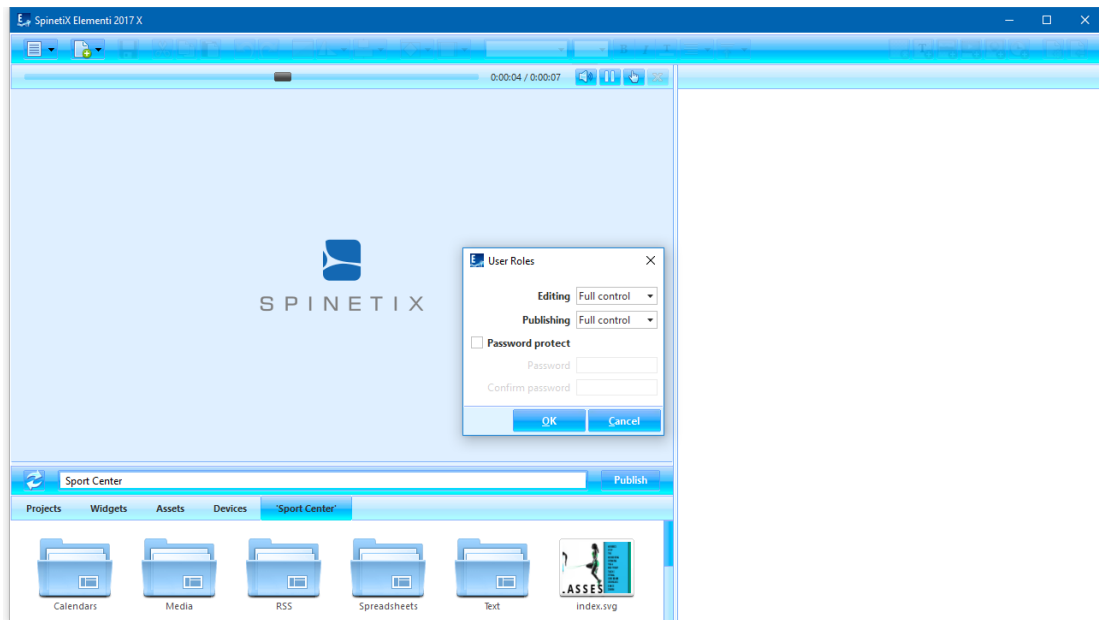 SpinetiX Elementi 2017 X
0:00:04 / 0:00:07
SPINETIX
User Roles
Editing Full control
Publishing Full control
Password protect
Password
Confirm password
OK Cancel
Sport Center Publish
Projects Widgets Assets Devices 'Sport Center'
.ASSES
Calendars Media RSS Spreadsheets Text index.svg